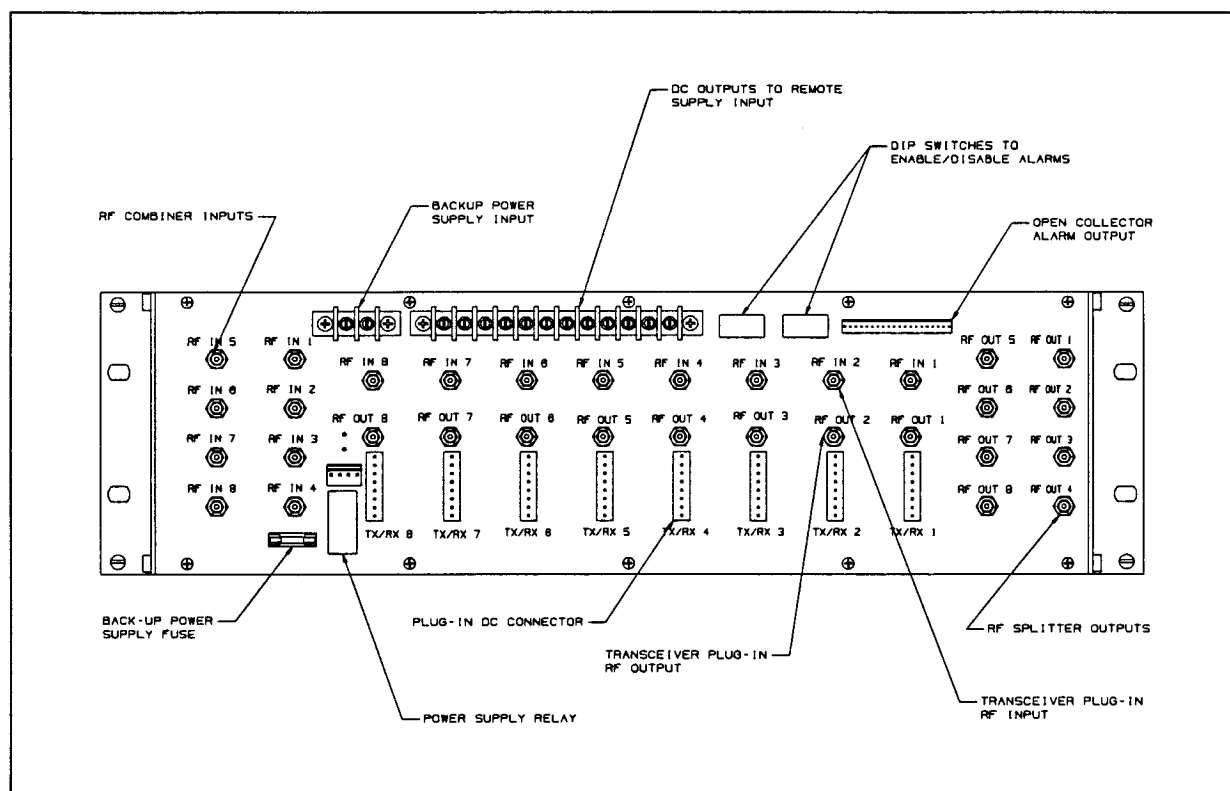 DC OUTPUTS TO REMOTE
SUPPLY INPUT
DIP SWITCHES TO
ENABLE/DISABLE ALARMS
BACKUP POWER
SUPPLY INPUT
RF COMBINER INPUTS
OPEN COLLECTOR
ALARM OUTPUT
RF IN 5
RF IN 1
RF IN 8
RF IN 7
RF IN 6
RF IN 5
RF IN 4
RF IN 3
RF IN 2
RF IN 1
RF OUT 5
RF OUT 1
RF IN 6
RF IN 2
RF OUT 6
RF OUT 2
RF OUT 8
RF OUT 7
RF OUT 6
RF OUT 5
RF OUT 4
RF OUT 3
RF OUT 2
RF OUT 1
RF IN 7
RF IN 3
RF OUT 7
RF OUT 3
RF IN 8
RF IN 4
RF OUT 8
RF OUT 4
TX/RX 8
TX/RX 7
TX/RX 6
TX/RX 5
TX/RX 4
TX/RX 3
TX/RX 2
TX/RX 1
BACK-UP POWER
SUPPLY FUSE
PLUG-IN DC CONNECTOR
RF SPLITTER OUTPUTS
TRANSCEIVER PLUG-IN
RF OUTPUT
TRANSCEIVER PLUG-IN
RF INPUT
POWER SUPPLY RELAY